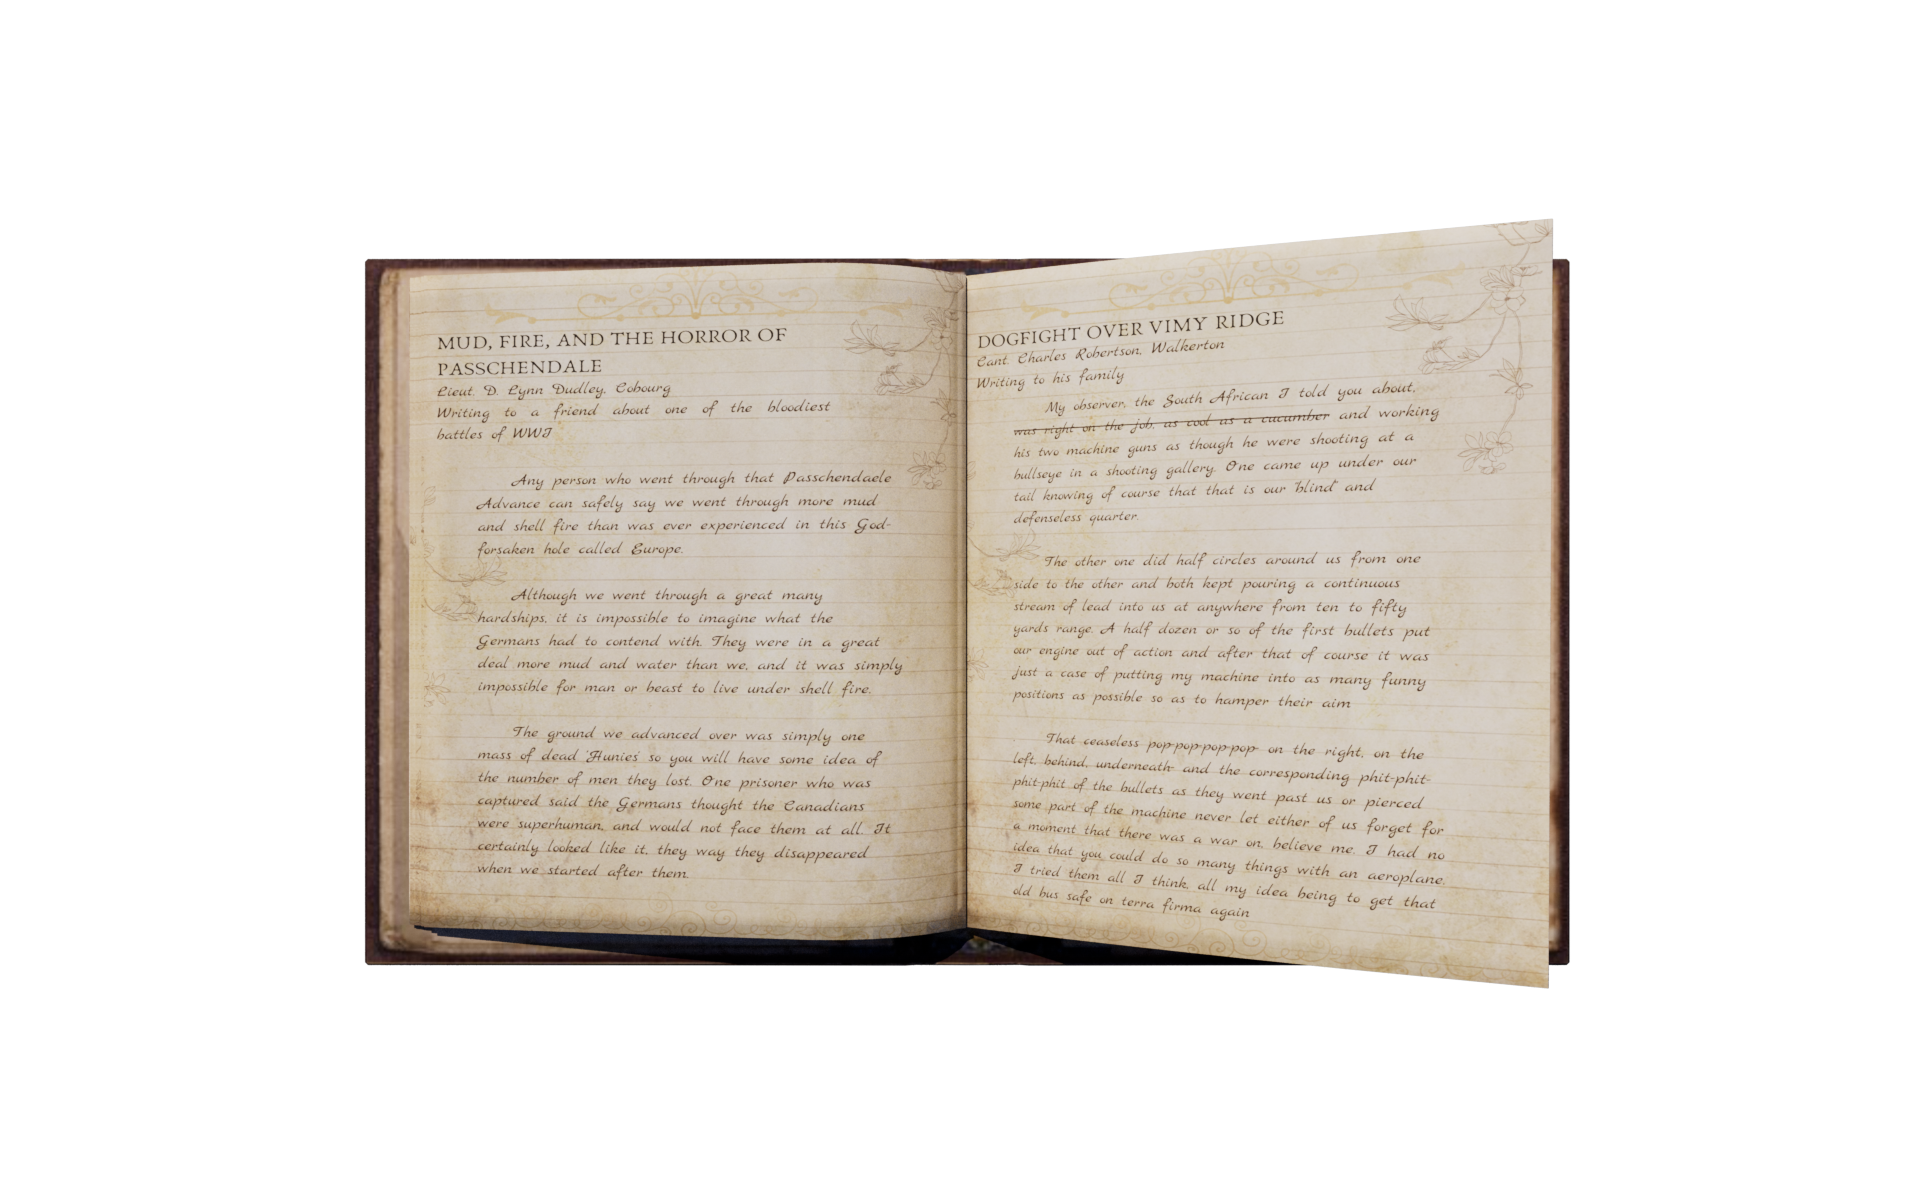 MUD, FIRE, AND THE HORROR OF
PASSCHENDALE
Lieut. D. Lynn Dudley, Cobourg
Writing to a friend about one of the bloodiest
battles of WWI
Any person who went through that Passchendaele
Advance can safely say we went through more mud
and shell fire than was ever experienced in this God-
forsaken hole called Europe.
Although we went through a great many
hardships, it is impossible to imagine what the
Germans had to contend with. They were in a great
deal more mud and water than we, and it was simply
impossible for man or beast to live under shell fire.
The ground we advanced over was simply one
mass of dead 'Hunies' so you will have some idea of
the number of men they lost. One prisoner who was
captured said the Germans thought the Canadians
were superhuman, and would not face them at all. It
certainly looked like it, they way they disappeared
when we started after them.
DOGFIGHT OVER VIMY RIDGE
Cant. Charles Robertson, Walkerton
Writing to his family
My observer, the South African I told you about,
was right on the job, as cool as a cucumber and working
his two machine guns as though he were shooting at a
bullseye in a shooting gallery. One came up under our
tail knowing of course that that is our "blind" and
defenseless quarter.
The other one did half circles around us from one
side to the other and both kept pouring a continuous
stream of lead into us at anywhere from ten to fifty
yards range. A half dozen or so of the first bullets put
our engine out of action and after that of course it was
just a case of putting my machine into as many funny
positions as possible so as to hamper their aim
That ceaseless pop-pop-pop-pop- on the right, on the
left, behind, underneath- and the corresponding phit-phit-
phit-phit of the bullets as they went past us or pierced
some part of the machine never let either of us forget for
a moment that there was a war on, believe me. I had no
idea that you could do so many things with an aeroplane.
I tried them all I think, all my idea being to get that
old bus safe on terra firma again